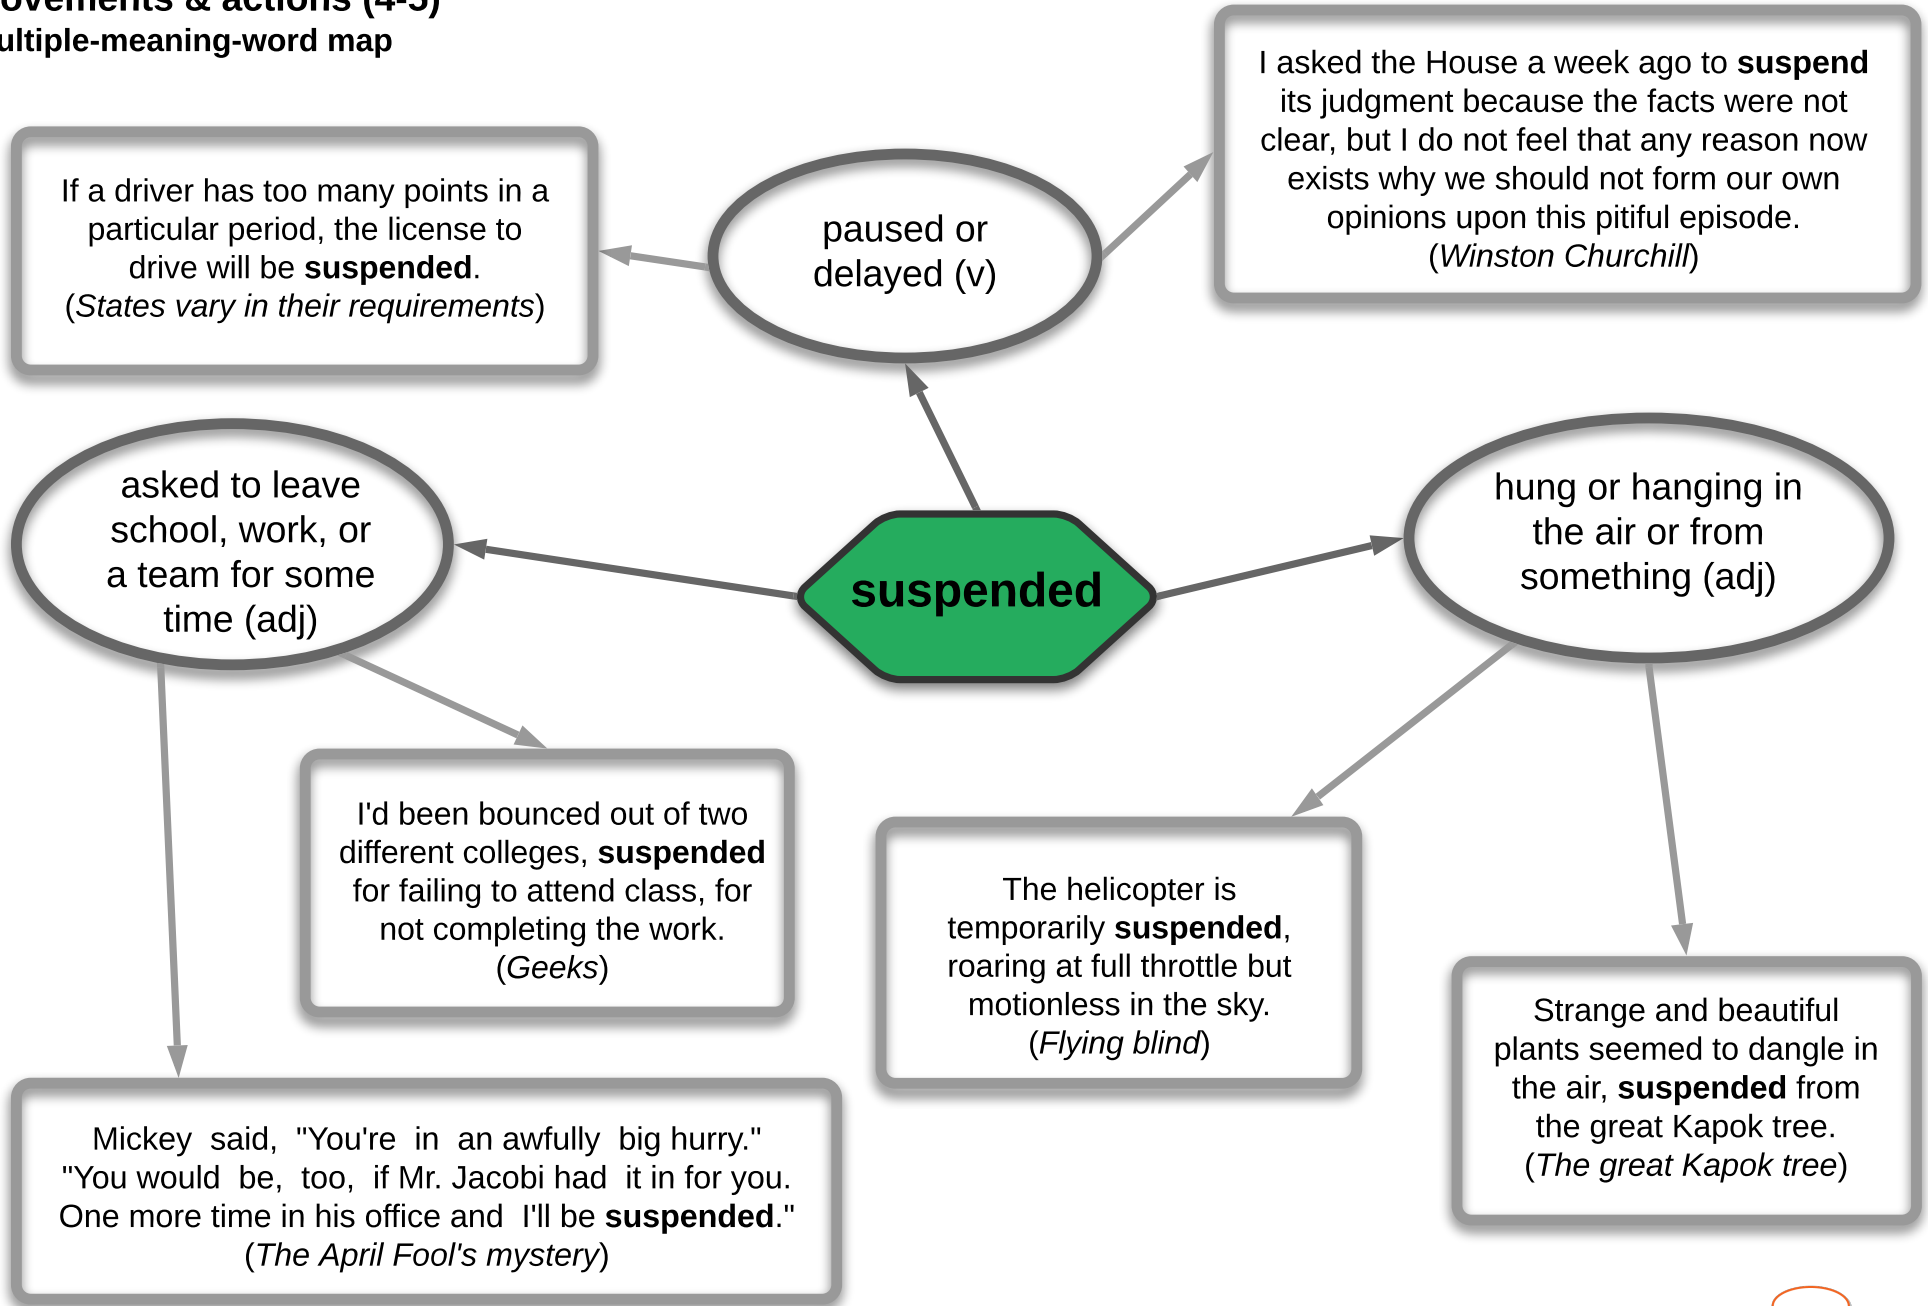 & actions (4-5)
map
I asked the House a week ago to suspend
its judgment because the facts were not
clear, but I do not feel that any reason now
exists why we should not form our own
opinions upon this pitiful episode.
(Winston Churchill)
If a driver has too many points in a
particular period, the license to
drive will be suspended.
(States vary in their requirements)
paused or
delayed (v)
asked to leave
school, work, or
a team for some
time (adj)
hung or hanging in
the air or from
something (adj)
suspended
I'd been bounced out of two
different colleges, suspended
for failing to attend class, for
not completing the work.
(Geeks)
The helicopter is
temporarily suspended,
roaring at full throttle but
motionless in the sky.
(Flying blind)
Strange and beautiful
plants seemed to dangle in
the air, suspended from
the great Kapok tree.
(The great Kapok tree)
Mickey said, "You're in an awfully big hurry."
"You would be, too, if Mr. Jacobi had it in for you.
One more time in his office and I'll be suspended."
(The April Fool's mystery)